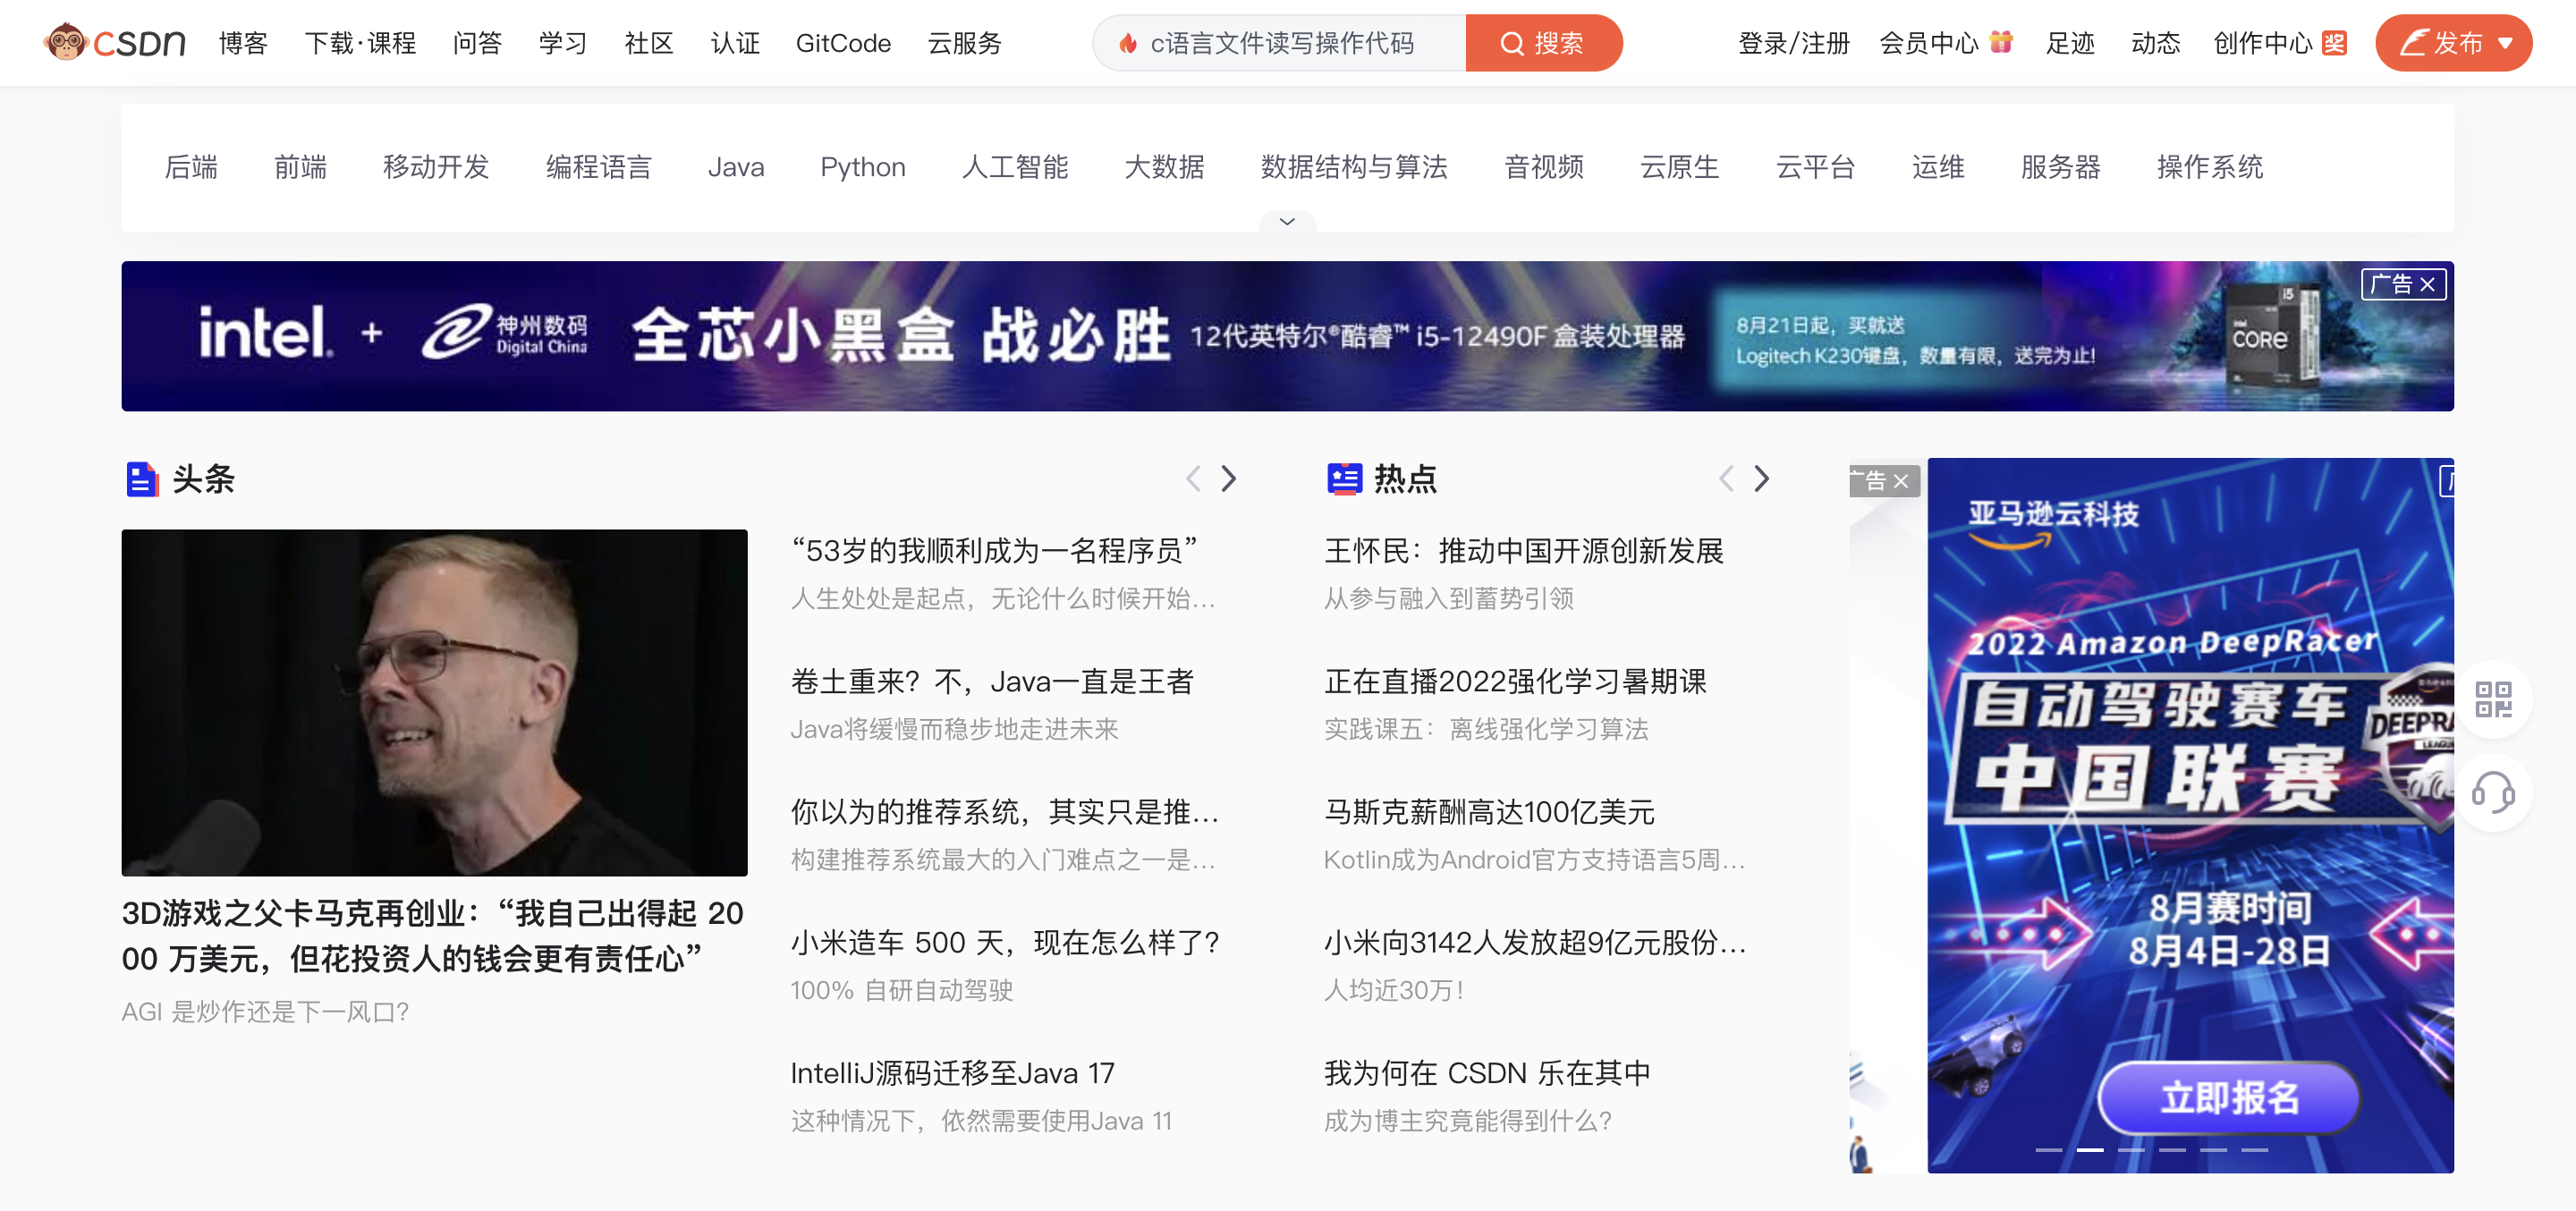 CSDN 博客 下载·课程 问答 学习 社区 认证 GitCode 云服务 c语言文件读写操作代码 搜索 登录/注册 会员中心 足迹 动态 创作中心 奖 发布
后端 前端 移动开发 编程语言 Java Python 人工智能 大数据 数据结构与算法 音视频 云原生 云平台 运维 服务器 操作系统
广告
intel. + 神州数码 Digital China 全芯小黑盒 战必胜 12代英特尔®酷睿™ i5-12490F 盒装处理器
8月21日起，买就送
Logitech K230键盘，数量有限，送完为止!
i5
intel
CORE
头条
3D游戏之父卡马克再创业：“我自己出得起 20
00 万美元，但花投资人的钱会更有责任心”
AGI 是炒作还是下一风口?
“53岁的我顺利成为一名程序员”
人生处处是起点，无论什么时候开始...
卷土重来？不，Java一直是王者
Java将缓慢而稳步地走进未来
你以为的推荐系统，其实只是推...
构建推荐系统最大的入门难点之一是...
小米造车 500 天，现在怎么样了?
100% 自研自动驾驶
IntelliJ源码迁移至Java 17
这种情况下，依然需要使用Java 11
热点
王怀民：推动中国开源创新发展
从参与融入到蓄势引领
正在直播2022强化学习暑期课
实践课五：离线强化学习算法
马斯克薪酬高达100亿美元
Kotlin成为Android官方支持语言5周...
小米向3142人发放超9亿元股份...
人均近30万！
我为何在 CSDN 乐在其中
成为博主究竟能得到什么?
广告
亚马逊云科技
2022 Amazon DeepRacer
自动驾驶赛车
中国联赛
DEEPRA
LEAGU
8月赛时间
8月4日-28日
立即报名